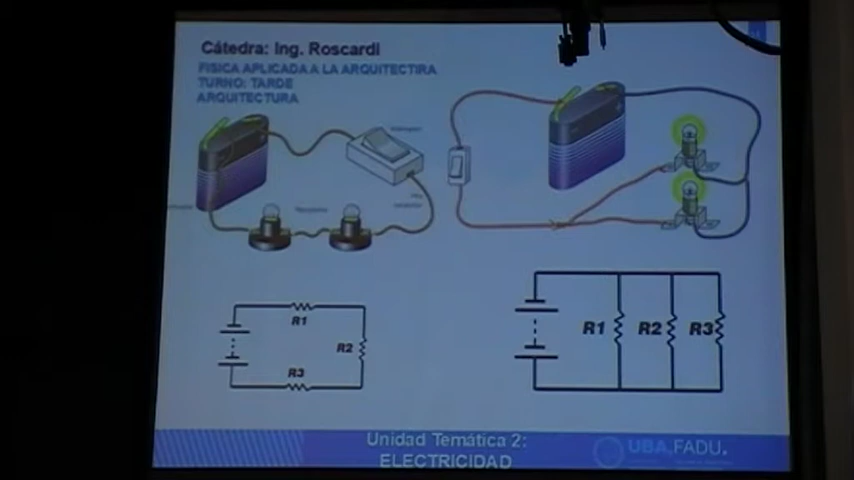 Cátedra: Ing. Roscardi
FISICA APLICADA A LA ARQUITECTIRA
TURNO: TARDE
ARQUITECTURA
R1
R2
R3
R1 R2 R3
Unidad Temática 2:
ELECTRICIDAD
UBA.FADU.